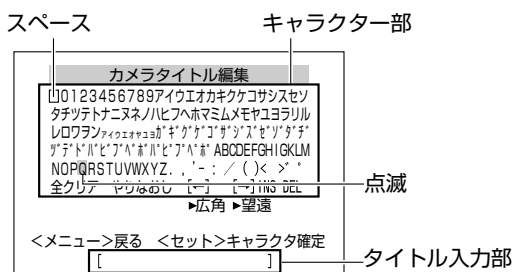 スペース
キャラクター部
カメラタイトル編集
␣0123456789アイウエオカキクケコサシスセソ
タチツテトナニヌネノハヒフヘホマミムメモヤユヨラリル
レロワヲンァィゥェォャュョガギグゲゴザジズゼゾダヂ
ヅデドバビブベボパピプペポABCDEFGHIGKLM
NOPQRSTUVWXYZ.,'-:/()<>゛゜
全クリアー やりなおし [←] [→]INS DEL
点滅
▶広角 ▶望遠
<メニュー>戻る <セット>キャラクタ確定
[ ]
タイトル入力部